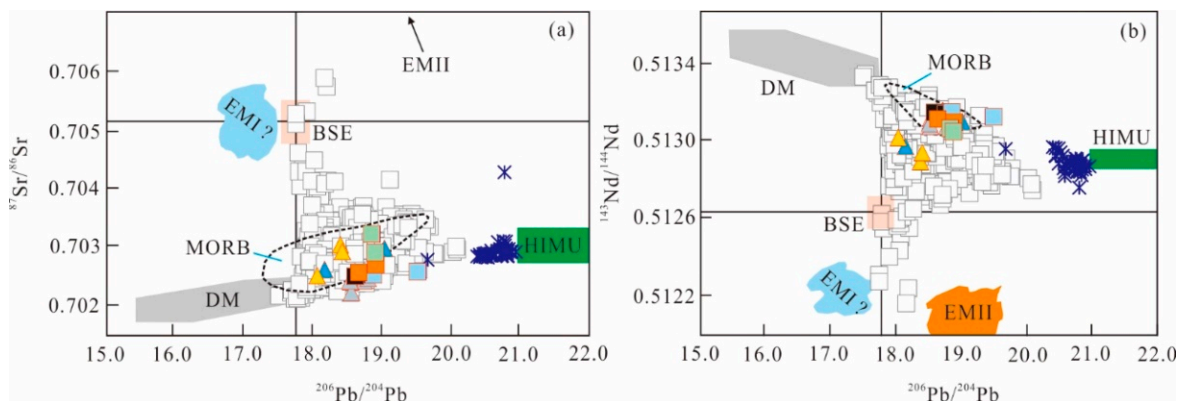 (a)
EMII
0.706
EMI ?
BSE
0.705
⁸⁷Sr/⁸⁶Sr
0.704
MORB
0.703
HIMU
DM
0.702
15.0 16.0 17.0 18.0 19.0 20.0 21.0 22.0
²⁰⁶Pb/²⁰⁴Pb
(b)
MORB
0.5134
DM
0.5130
HIMU
¹⁴³Nd/¹⁴⁴Nd
BSE
0.5126
EMI ?
0.5122
EMII
15.0 16.0 17.0 18.0 19.0 20.0 21.0 22.0
²⁰⁶Pb/²⁰⁴Pb